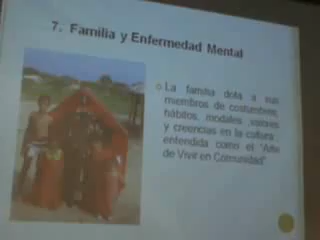 7. Familia y Enfermedad Mental
La familia dota a sus
miembros de costumbres,
hábitos, modales ,valores
y creencias en la cultura ,
entendida como el "Arte
de Vivir en Comunidad"